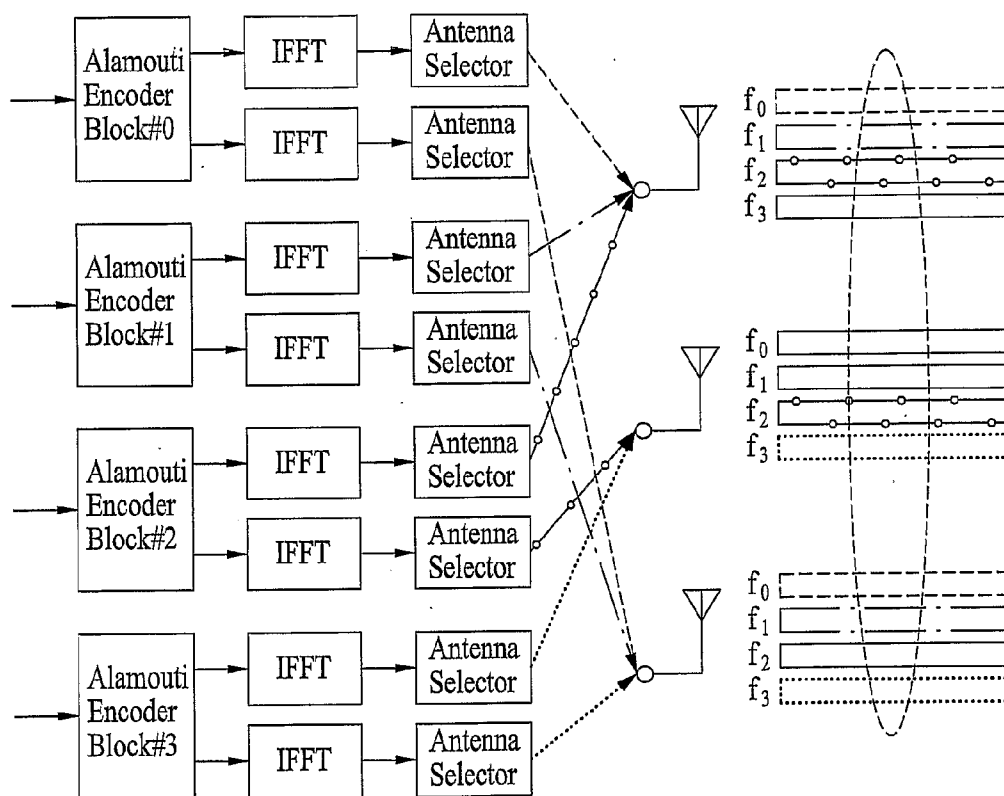 Alamouti
Encoder
Block#0
IFFT
Antenna
Selector
IFFT
Antenna
Selector
Alamouti
Encoder
Block#1
IFFT
Antenna
Selector
IFFT
Antenna
Selector
Alamouti
Encoder
Block#2
IFFT
Antenna
Selector
IFFT
Antenna
Selector
Alamouti
Encoder
Block#3
IFFT
Antenna
Selector
IFFT
Antenna
Selector
f0
f1
f2
f3
f0
f1
f2
f3
f0
f1
f2
f3